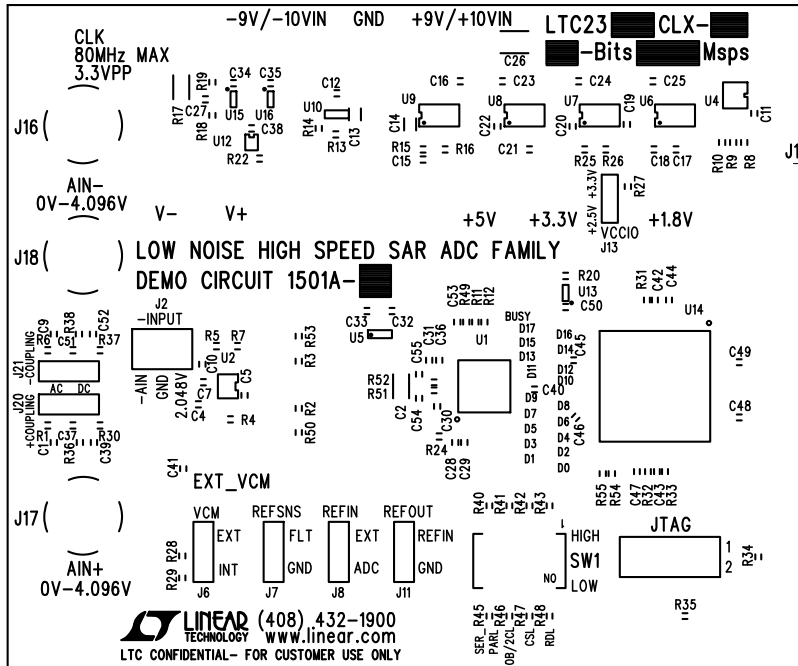 -9V/-10VIN GND +9V/+10VIN
LTC23 CLX-
-Bits Msps
CLK
80MHz MAX
3.3VPP
C26
R19 C34 C35 C12 C16 C23 C24 C25
R17 C27 R18 U15 U16 U10 C13 C14 U9 U8 U7 U6 U4 C11
J16
U12 C38 R14 R13 C22 C20 C19
R22 R15 C15 R16 C21 R25 R26 C18 C17 R10 R9 R8
J1
AIN-
0V-4.096V
+2.5V +3.3V R27
VCCIO
J13
V- V+ +5V +3.3V +1.8V
J18
LOW NOISE HIGH SPEED SAR ADC FAMILY
DEMO CIRCUIT 1501A-
R20
U13
C50
R31 C42 C44
U14
C33 C32
U5
C53 R49 R11 R12
U1
BUSY
D17
D15
D13
D11
D9
D7
D5
D3
D1
D16
D14
D12
D10
D8
D6
D4
D2
D0
C45
C40
C46
C49
C48
C9 R38 C52
R6 C51 R37
J21 -COUPLING
AC DC
J20 +COUPLING
R1 C37 R30
C1 R36 C39
J2
-INPUT
-AIN GND 2.048V
R5 R7
C10 U2 C5
C7
C4 R4
R53
R3
R2
R50
C31 C36
C55
R52
R51
C2 C54 C30
R24
C28 C29
R55 R54 C47 R32 C43 R33
C41
EXT_VCM
J17
AIN+
0V-4.096V
VCM REFSNS REFIN REFOUT
EXT FLT EXT REFIN
INT GND ADC GND
J6 J7 J8 J11
R28
R29
R40 R41 R42 R43
1
HIGH
SW1
NO LOW
R45 R46 R47 R48
SER_ PARL OB/2CL CSL RDL
JTAG
1
2
R34
R35
LINEAR
TECHNOLOGY
(408) 432-1900
www.linear.com
LTC CONFIDENTIAL- FOR CUSTOMER USE ONLY